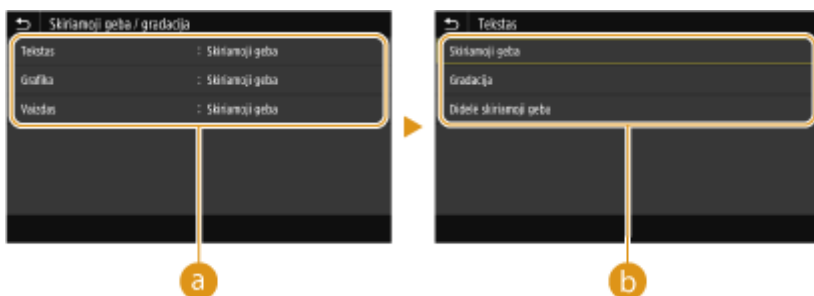 Skiriamoji geba / gradacija
Tekstas : Skiriamoji geba
Grafika : Skiriamoji geba
Vaizdas : Skiriamoji geba
a
Tekstas
Skiriamoji geba
Gradacija
Didelė skiriamoji geba
b